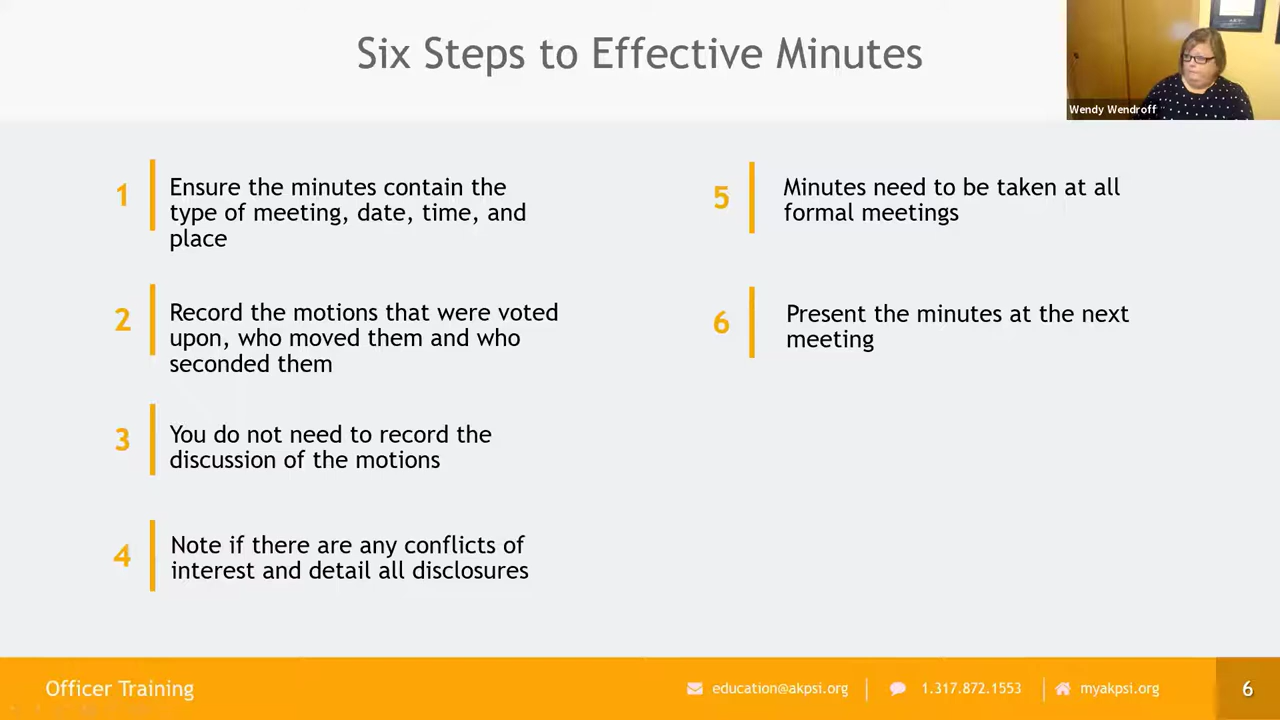 Six Steps to Effective Minutes
Wendy Wendroff
1
Ensure the minutes contain the
type of meeting, date, time, and
place
2
Record the motions that were voted
upon, who moved them and who
seconded them
3
You do not need to record the
discussion of the motions
4
Note if there are any conflicts of
interest and detail all disclosures
5
Minutes need to be taken at all
formal meetings
6
Present the minutes at the next
meeting
Officer Training
education@akpsi.org
1.317.872.1553
myakpsi.org
6